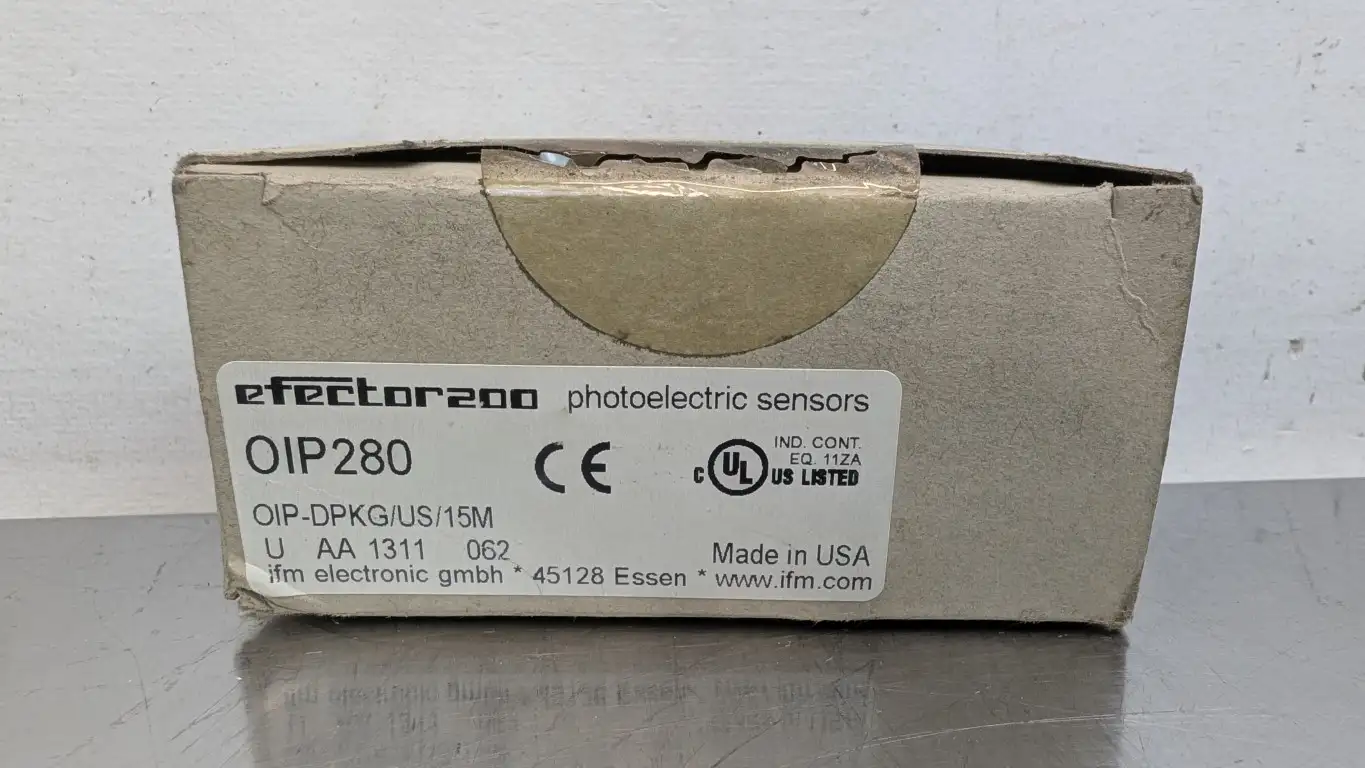 efector200 photoelectric sensors
OIP280
CE
c UL US LISTED
IND. CONT.
EQ. 11ZA
OIP-DPKG/US/15M
U AA 1311 062
Made in USA
ifm electronic gmbh * 45128 Essen * www.ifm.com